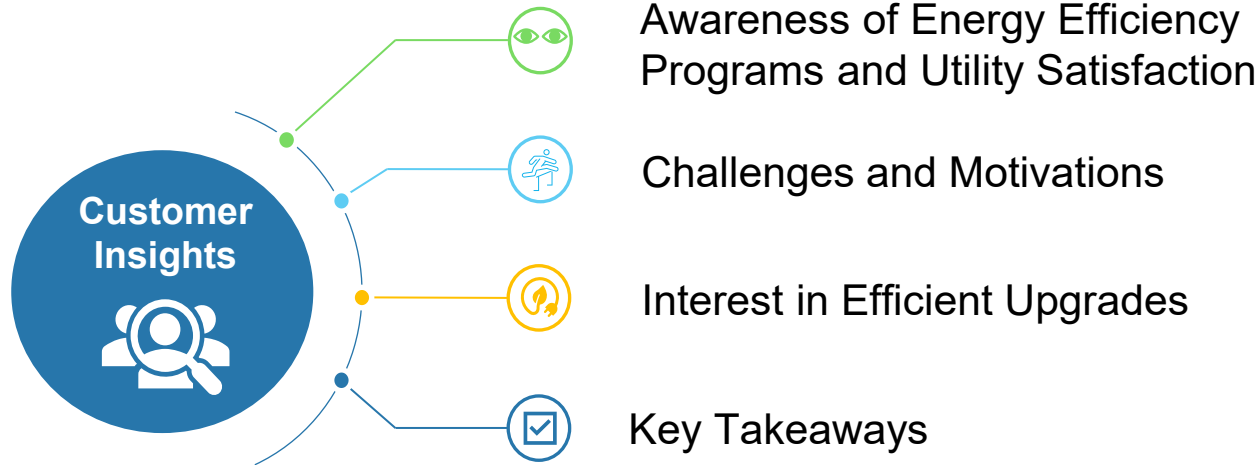 Awareness of Energy Efficiency
Programs and Utility Satisfaction
Customer
Insights
Challenges and Motivations
Interest in Efficient Upgrades
Key Takeaways